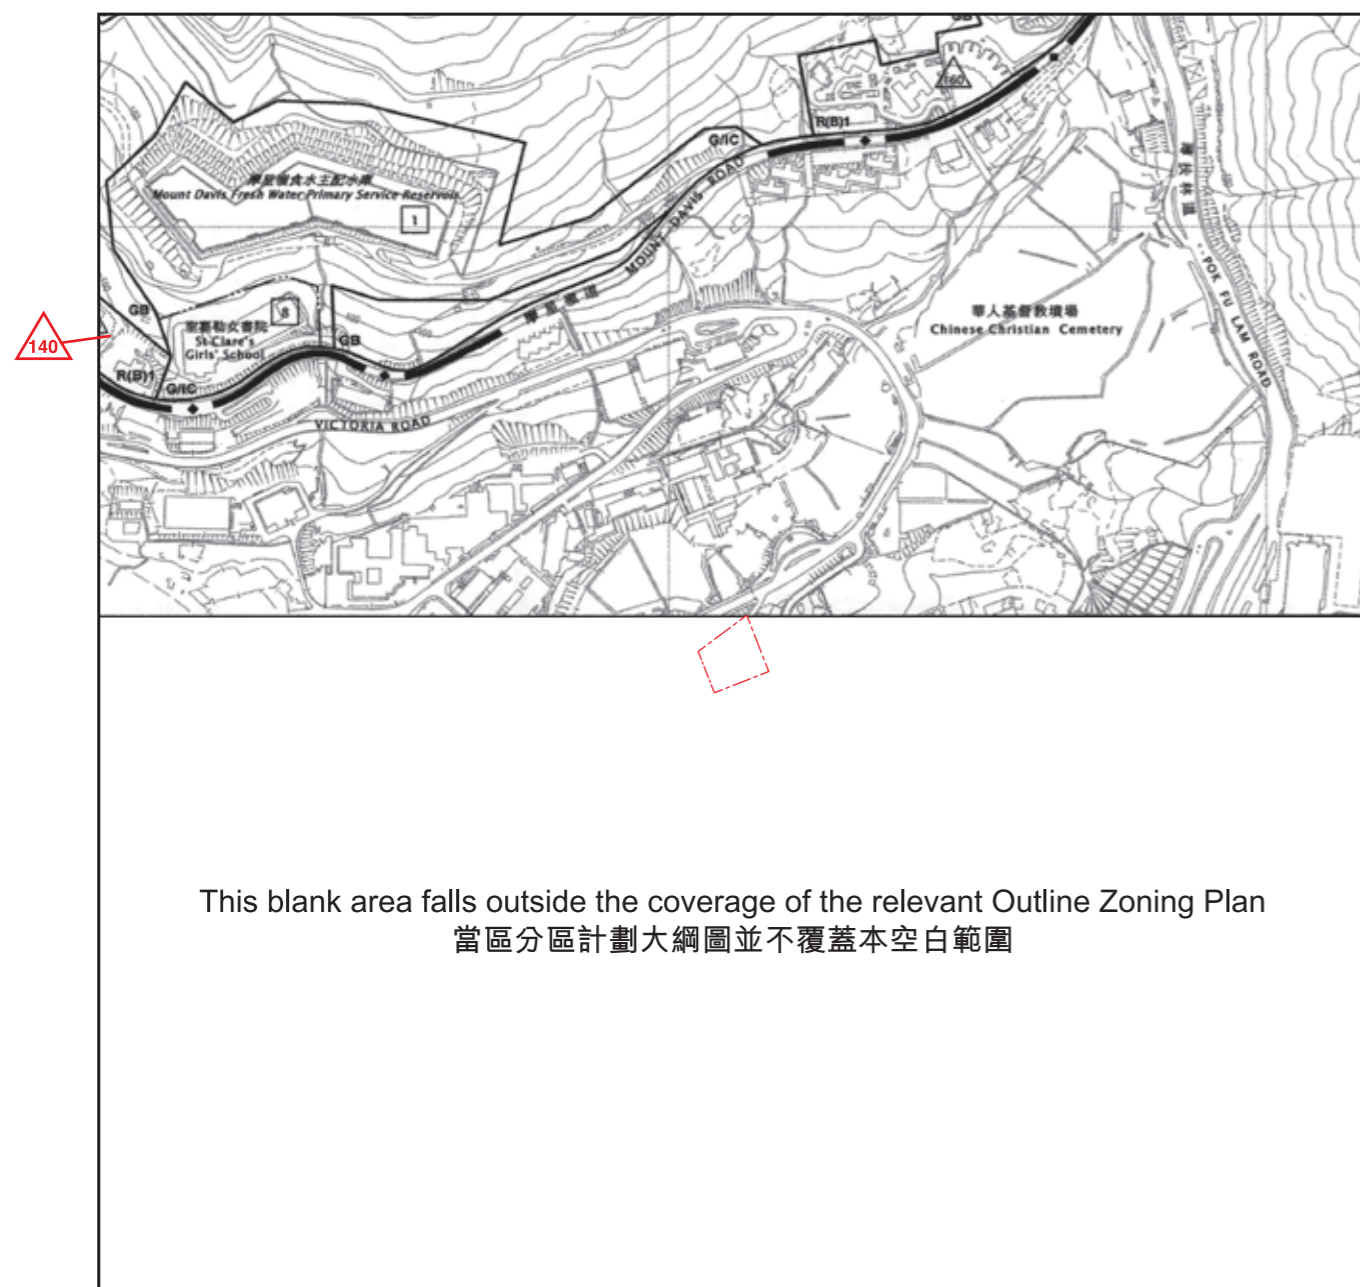 GB
160
R(B)1
G/IC
摩星嶺食水主配水庫
Mount Davis Fresh Water Primary Service Reservoir
1
MOUNT DAVIS ROAD
摩星嶺道
薄扶林道
POK FU LAM ROAD
華人基督教墳場
Chinese Christian Cemetery
GB
8
聖嘉勒女書院
St Clare's
Girls' School
GB
140
R(B)1
G/IC
VICTORIA ROAD
This blank area falls outside the coverage of the relevant Outline Zoning Plan
當區分區計劃大綱圖並不覆蓋本空白範圍